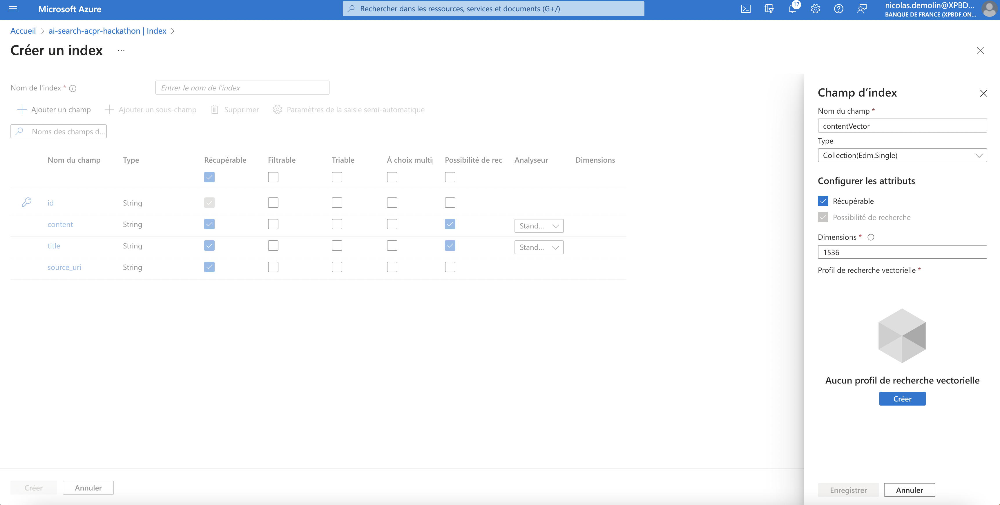 Microsoft Azure
Rechercher dans les ressources, services et documents (G+/)
17
nicolas.demolin@XPBD...
BANQUE DE FRANCE (XPBDF.ON...
Accueil > ai-search-acpr-hackathon | Index >
Créer un index ...
Nom de l'index *
Entrer le nom de l'index
Ajouter un champ
Ajouter un sous-champ
Supprimer
Paramètres de la saisie semi-automatique
Noms des champs d...
Nom du champ Type Récupérable Filtrable Triable À choix multi Possibilité de rec Analyseur Dimensions
id String
content String Stand...
title String Stand...
source_uri String
Créer Annuler
Champ d’index
Nom du champ *
contentVector
Type
Collection(Edm.Single)
Configurer les attributs
Récupérable
Possibilité de recherche
Dimensions *
1536
Profil de recherche vectorielle *
Aucun profil de recherche vectorielle
Créer
Enregistrer Annuler